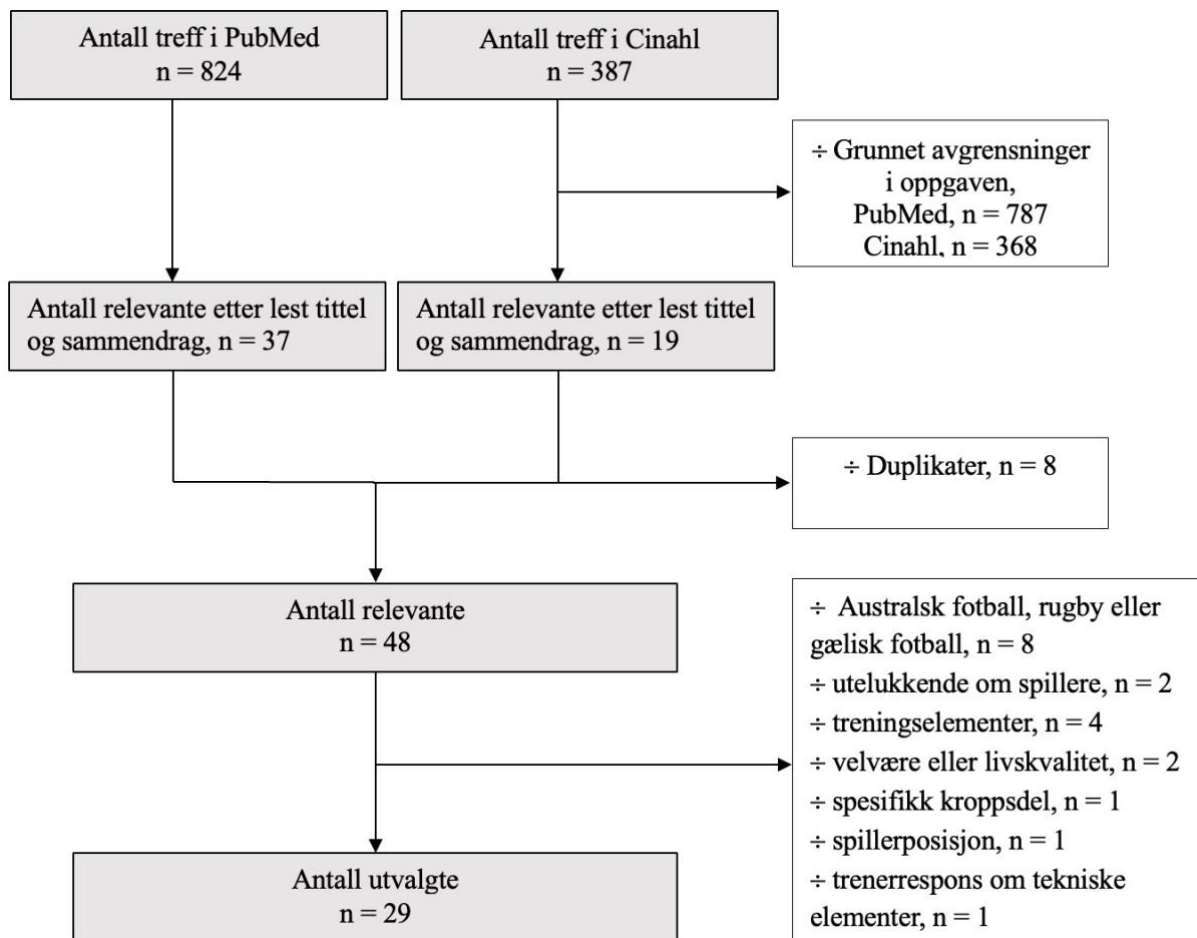 Antall treff i PubMed
n = 824
Antall treff i Cinahl
n = 387
÷ Grunnet avgrensninger
i oppgaven,
PubMed, n = 787
Cinahl, n = 368
Antall relevante etter lest tittel
og sammendrag, n = 37
Antall relevante etter lest tittel
og sammendrag, n = 19
÷ Duplikater, n = 8
Antall relevante
n = 48
÷ Australsk fotball, rugby eller
gælisk fotball, n = 8
÷ utelukkende om spillere, n = 2
÷ treningselementer, n = 4
÷ velvære eller livskvalitet, n = 2
÷ spesifikk kroppsdel, n = 1
÷ spillerposisjon, n = 1
÷ trenerrespons om tekniske
elementer, n = 1
Antall utvalgte
n = 29